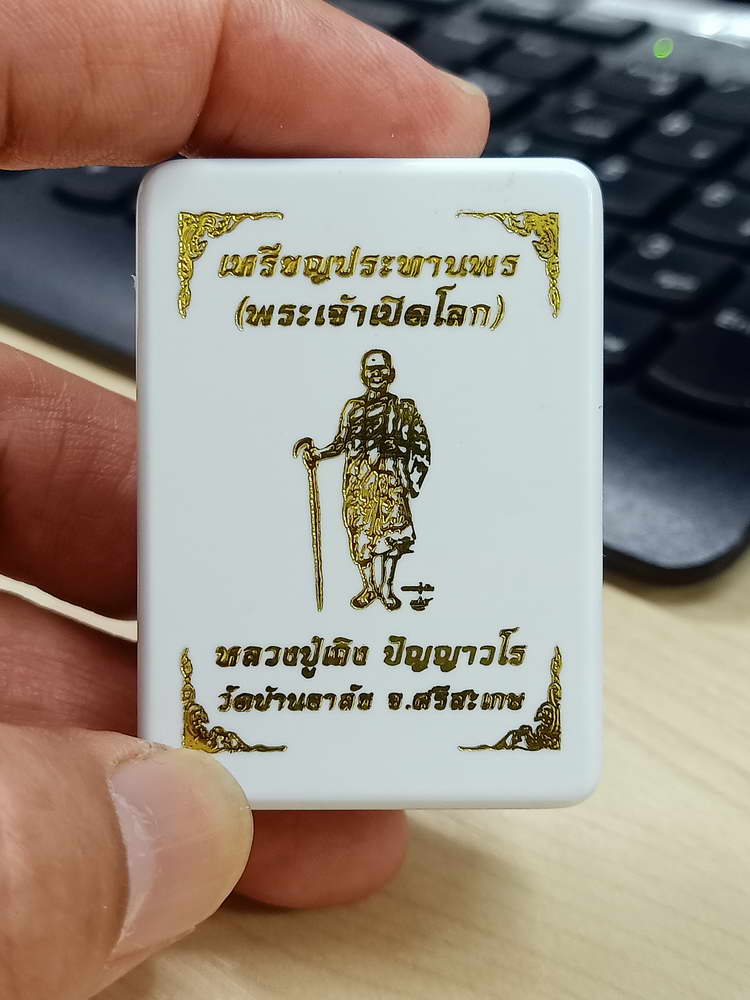 เหรียญประทานพร
(พระเจ้าเปิดโลก)
หลวงปู่เกิง ปัญญาวโร
วัดบ้านอาลัย จ.ศรีสะเกษ